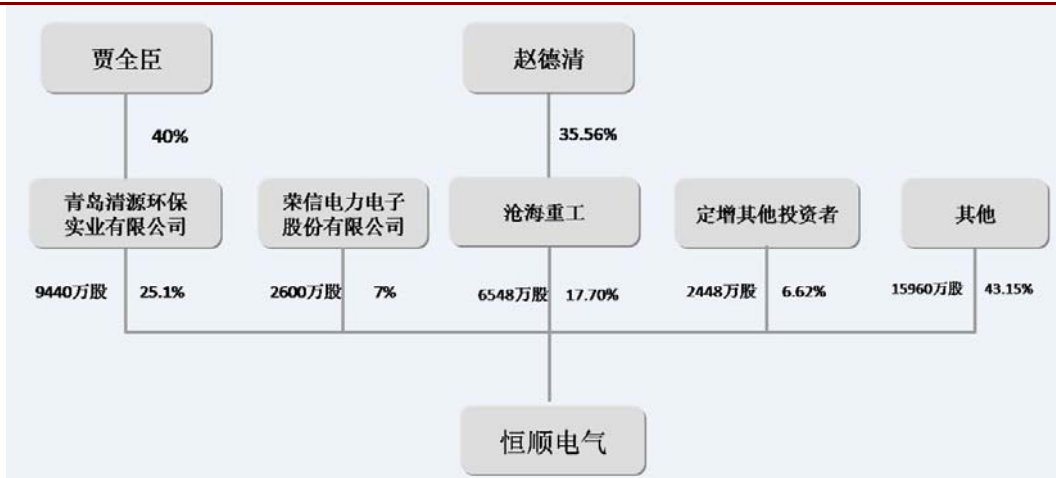 贾全臣
赵德清
40%
35.56%
青岛清源环保
实业有限公司
荣信电力电子
股份有限公司
沧海重工
定增其他投资者
其他
9440万股
25.1%
2600万股
7%
6548万股
17.70%
2448万股
6.62%
15960万股
43.15%
恒顺电气